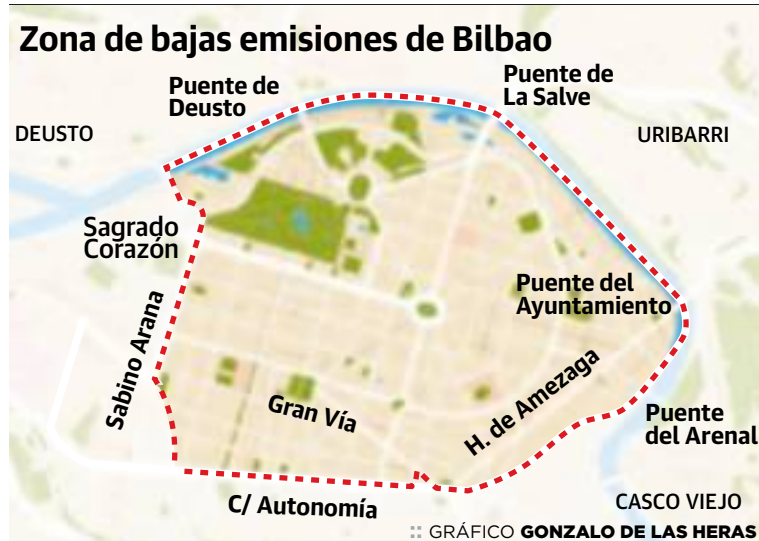 Zona de bajas emisiones de Bilbao
Puente de
Deusto
Puente de
La Salve
DEUSTO
URIBARRI
Sagrado
Corazón
Puente del
Ayuntamiento
Sabino Arana
Gran Vía
H. de Amezaga
Puente
del Arenal
C/ Autonomía
CASCO VIEJO
:: GRÁFICO GONZALO DE LAS HERAS